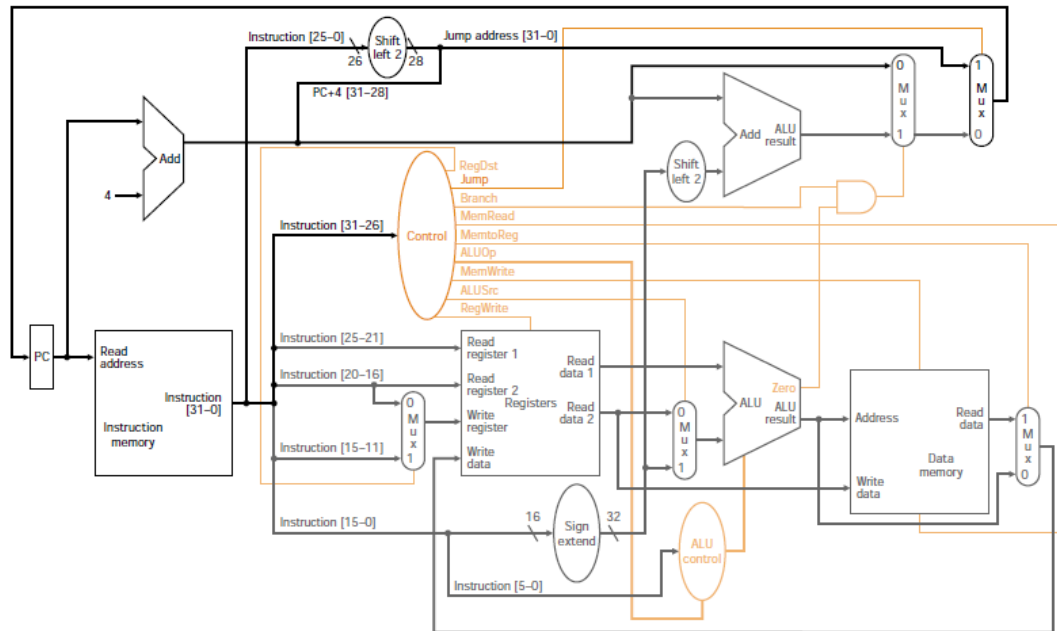 Instruction [25–0]
26
Shift
left 2
28
Jump address [31–0]
PC+4 [31–28]
0
M
u
x
1
1
M
u
x
0
Add
ALU
result
Add
4
Shift
left 2
RegDst
Jump
Branch
MemRead
MemtoReg
ALUOp
MemWrite
ALUSrc
RegWrite
Control
Instruction [31–26]
PC
Read
address
Instruction
[31–0]
Instruction
memory
Instruction [25–21]
Instruction [20–16]
Instruction [15–11]
0
M
u
x
1
Read
register 1
Read
register 2
Write
register
Write
data
Registers
Read
data 1
Read
data 2
0
M
u
x
1
Zero
ALU
ALU
result
Address
Write
data
Read
data
Data
memory
1
M
u
x
0
Instruction [15–0]
16
Sign
extend
32
ALU
control
Instruction [5–0]